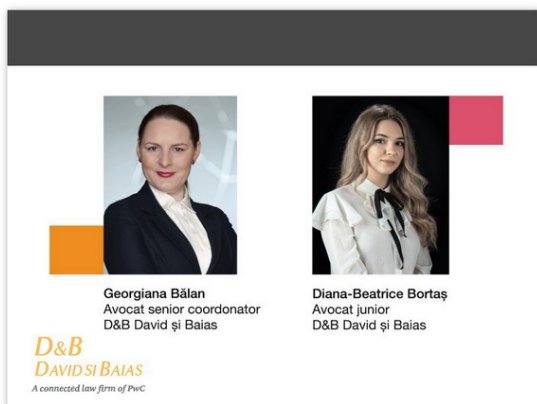 Georgiana Bălan
Avocat senior coordonator
D&B David și Baias
Diana-Beatrice Bortaș
Avocat junior
D&B David și Baias
D&B
DAVID SI BAIAS
A connected law firm of PwC